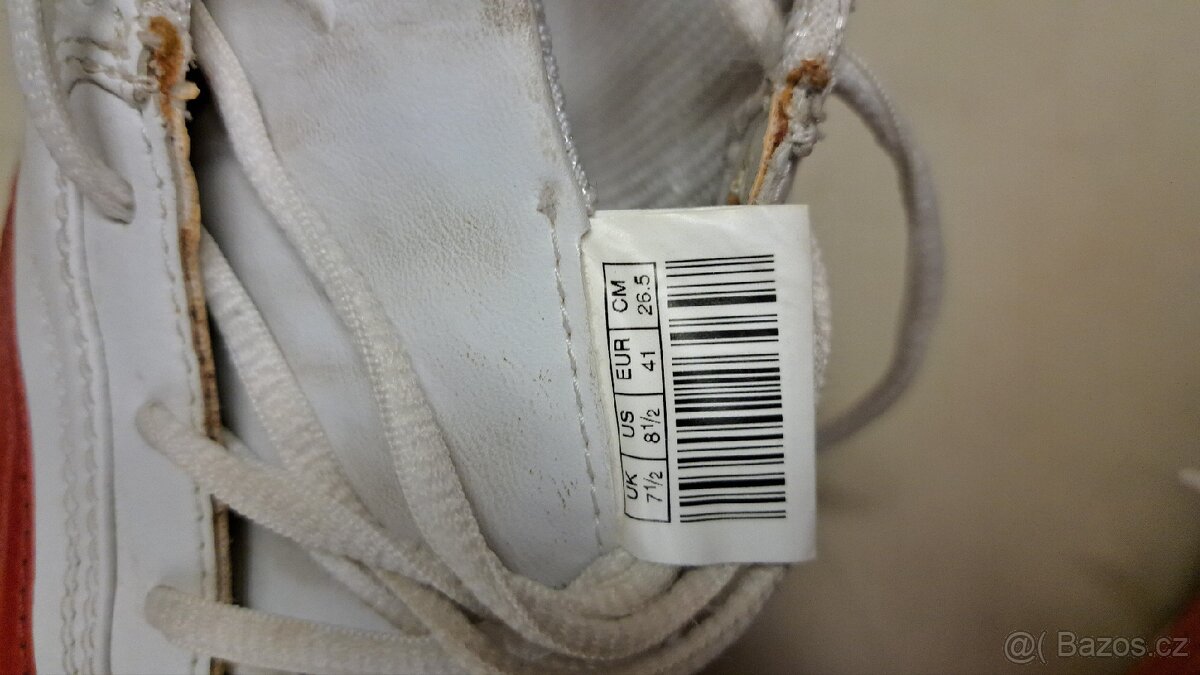 UK US EUR CM
7½ 8½ 41 26.5
@( Bazos.cz